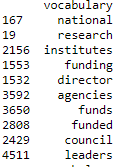 vocabulary
167 national
19 research
2156 institutes
1553 funding
1532 director
3592 agencies
3650 funds
2808 funded
2429 council
4511 leaders